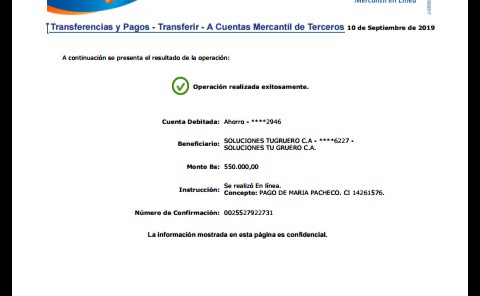 Mercantil en Línea
Transferencias y Pagos - Transferir - A Cuentas Mercantil de Terceros 10 de Septiembre de 2019
A continuación se presenta el resultado de la operación:
Operación realizada exitosamente.
Cuenta Debitada: Ahorro - ****2946
Beneficiario: SOLUCIONES TUGRUERO C.A - ****6227 -
SOLUCIONES TU GRUERO C.A.
Monto Bs: 550.000,00
Instrucción: Se realizó En línea.
Concepto: PAGO DE MARIA PACHECO. CI 14261576.
Número de Confirmación: 0025527922731
La información mostrada en esta página es confidencial.